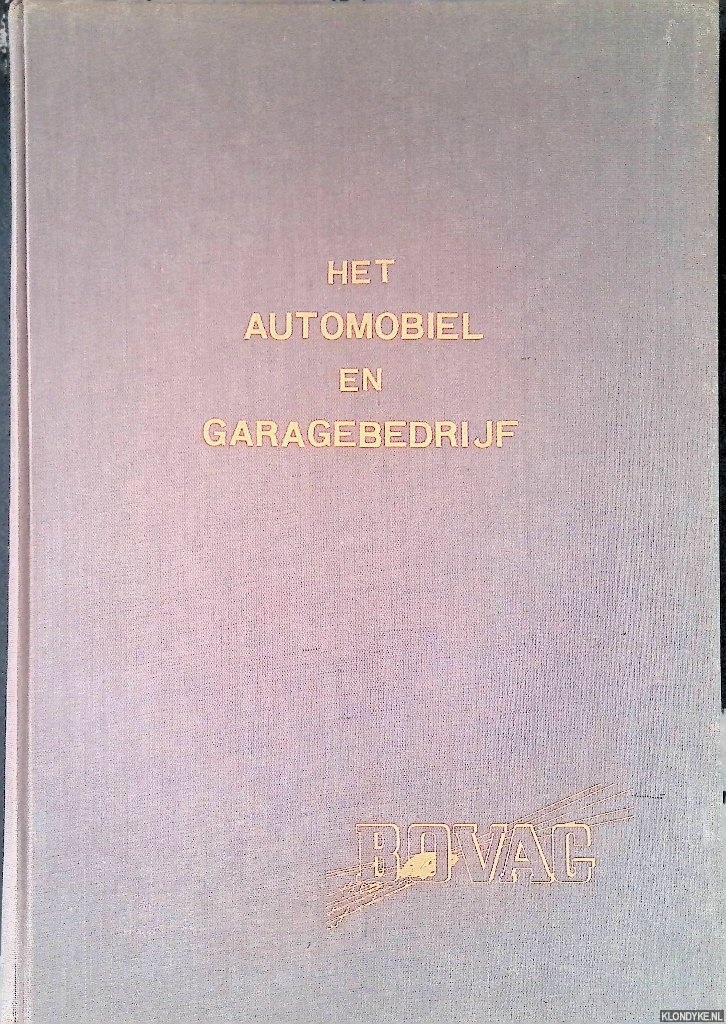 HET
AUTOMOBIEL
EN
GARAGEBEDRIJF
BOVAG
KLONDYKE.NL